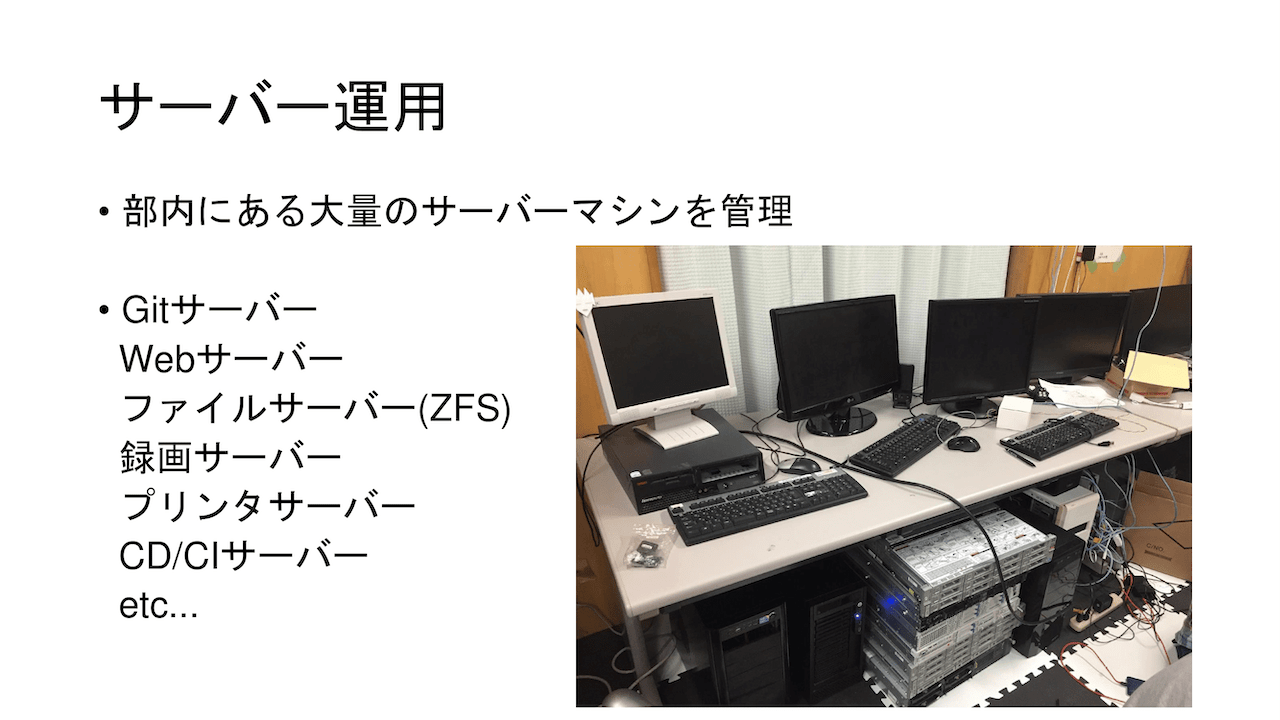 サーバー運用
• 部内にある大量のサーバーマシンを管理
• Gitサーバー
Webサーバー
ファイルサーバー(ZFS)
録画サーバー
プリンタサーバー
CD/CIサーバー
etc...